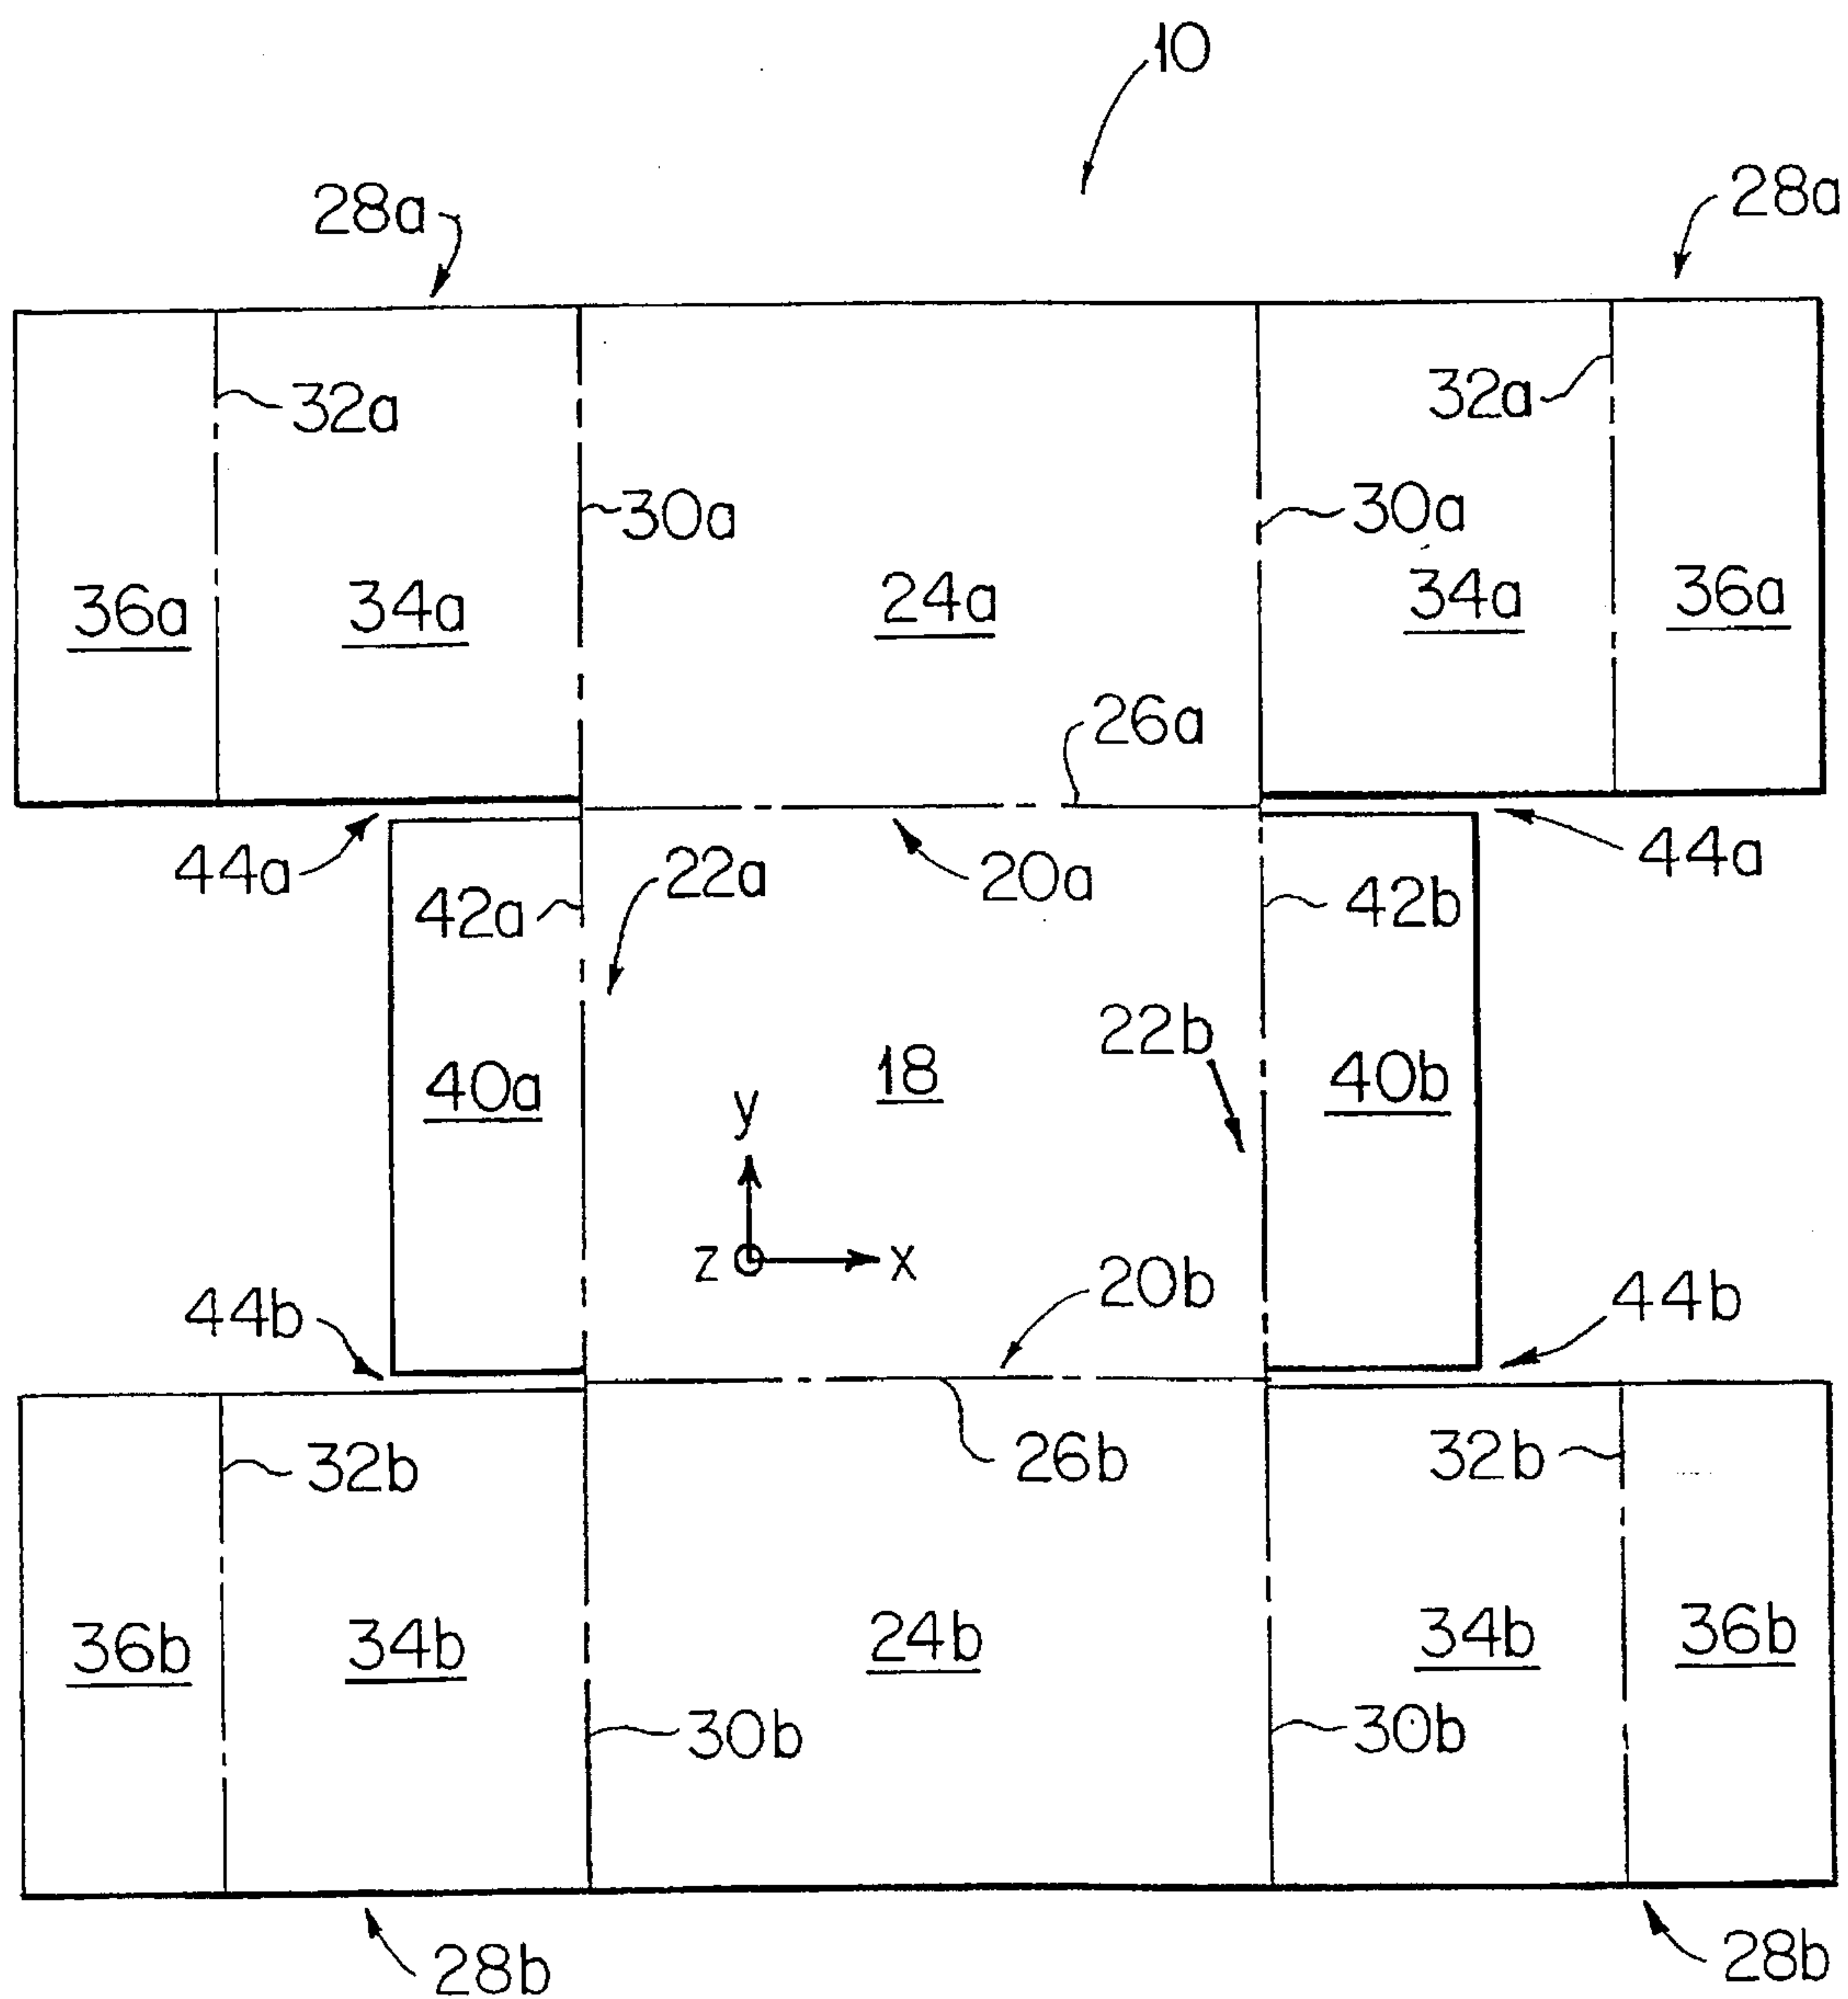 10
28a 28a
32a 32a
30a 30a
36a 34a 24a 34a 36a
26a
44a 42a 22a 20a 42b 44a
40a 18 22b 40b
y
z x
44b 20b 44b
32b 26b 32b
36b 34b 24b 34b 36b
30b 30b
28b 28b